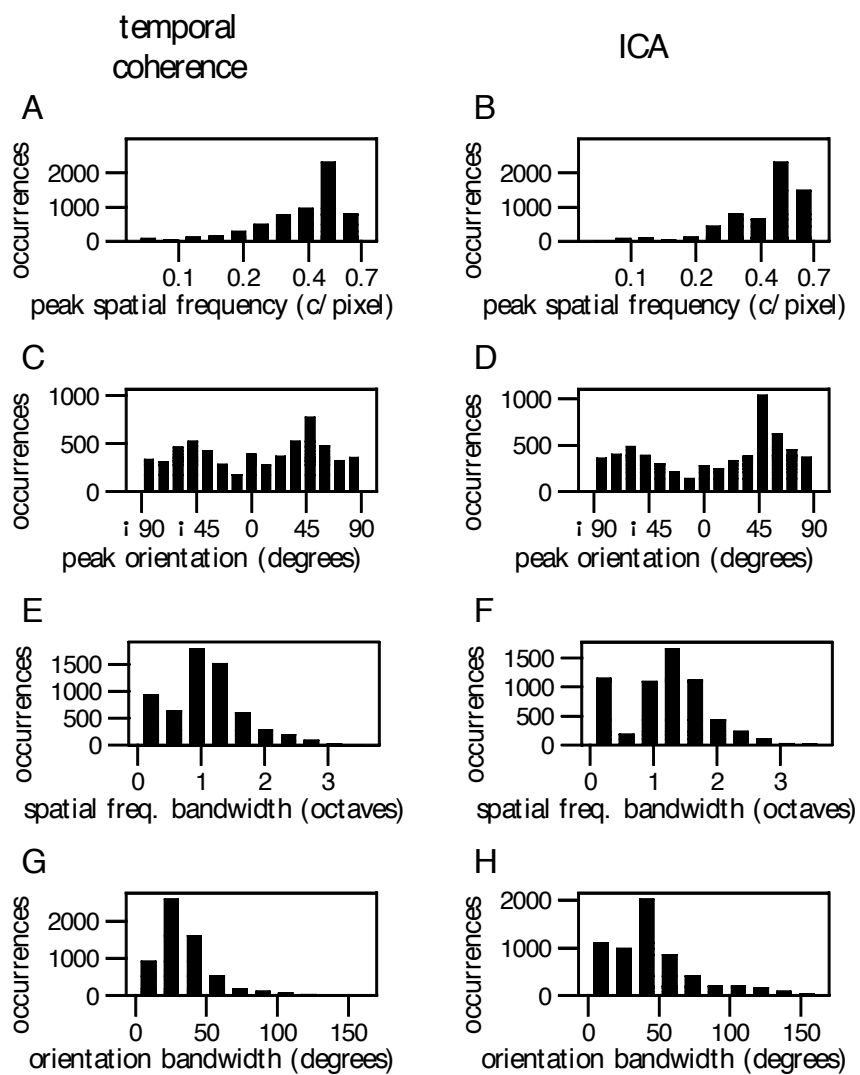 temporal
coherence
ICA
A
occurrences
2000
1000
0
0.1 0.2 0.4 0.7
peak spatial frequency (c/pixel)
B
occurrences
2000
1000
0
0.1 0.2 0.4 0.7
peak spatial frequency (c/pixel)
C
occurrences
1000
500
0
¡ 90 ¡ 45 0 45 90
peak orientation (degrees)
D
occurrences
1000
500
0
¡ 90 ¡ 45 0 45 90
peak orientation (degrees)
E
occurrences
1500
1000
500
0
0 1 2 3
spatial freq. bandwidth (octaves)
F
occurrences
1500
1000
500
0
0 1 2 3
spatial freq. bandwidth (octaves)
G
occurrences
2000
1000
0
0 50 100 150
orientation bandwidth (degrees)
H
occurrences
2000
1000
0
0 50 100 150
orientation bandwidth (degrees)